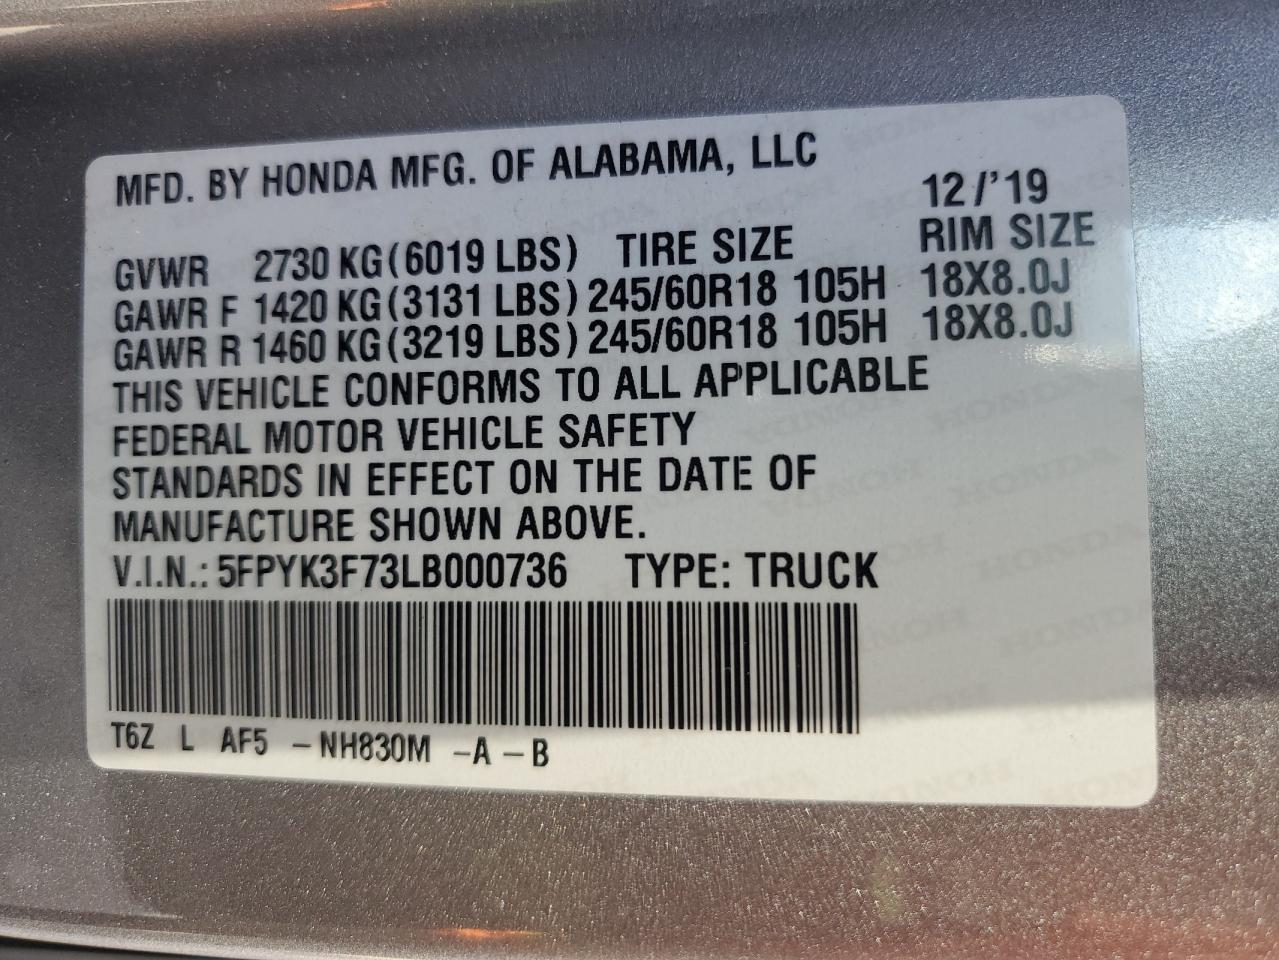 MFD. BY HONDA MFG. OF ALABAMA, LLC
12/'19
GVWR 2730 KG(6019 LBS) TIRE SIZE RIM SIZE
GAWR F 1420 KG(3131 LBS) 245/60R18 105H 18X8.0J
GAWR R 1460 KG(3219 LBS) 245/60R18 105H 18X8.0J
THIS VEHICLE CONFORMS TO ALL APPLICABLE
FEDERAL MOTOR VEHICLE SAFETY
STANDARDS IN EFFECT ON THE DATE OF
MANUFACTURE SHOWN ABOVE.
V.I.N.: 5FPYK3F73LB000736 TYPE: TRUCK
T6Z L AF5 -NH830M -A-B